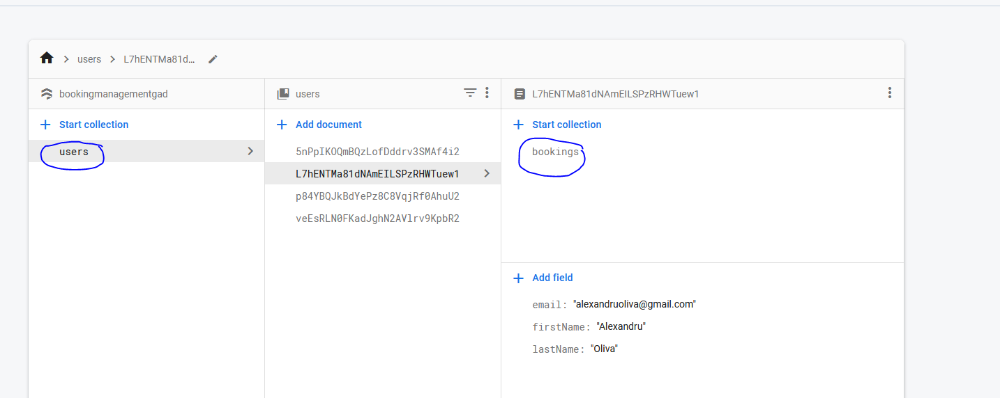 users L7hENTMa81d...
bookingmanagementgad
Start collection
users
users
Add document
5nPpIKOQmBQzLofDddrv3SMAf4i2
L7hENTMa81dNAmEILSPzRHWTuew1
p84YBQJkBdYePz8C8VqjRf0AhuU2
veEsRLN0FKadJghN2AVlrv9KpbR2
L7hENTMa81dNAmEILSPzRHWTuew1
Start collection
bookings
Add field
email: "alexandruoliva@gmail.com"
firstName: "Alexandru"
lastName: "Oliva"